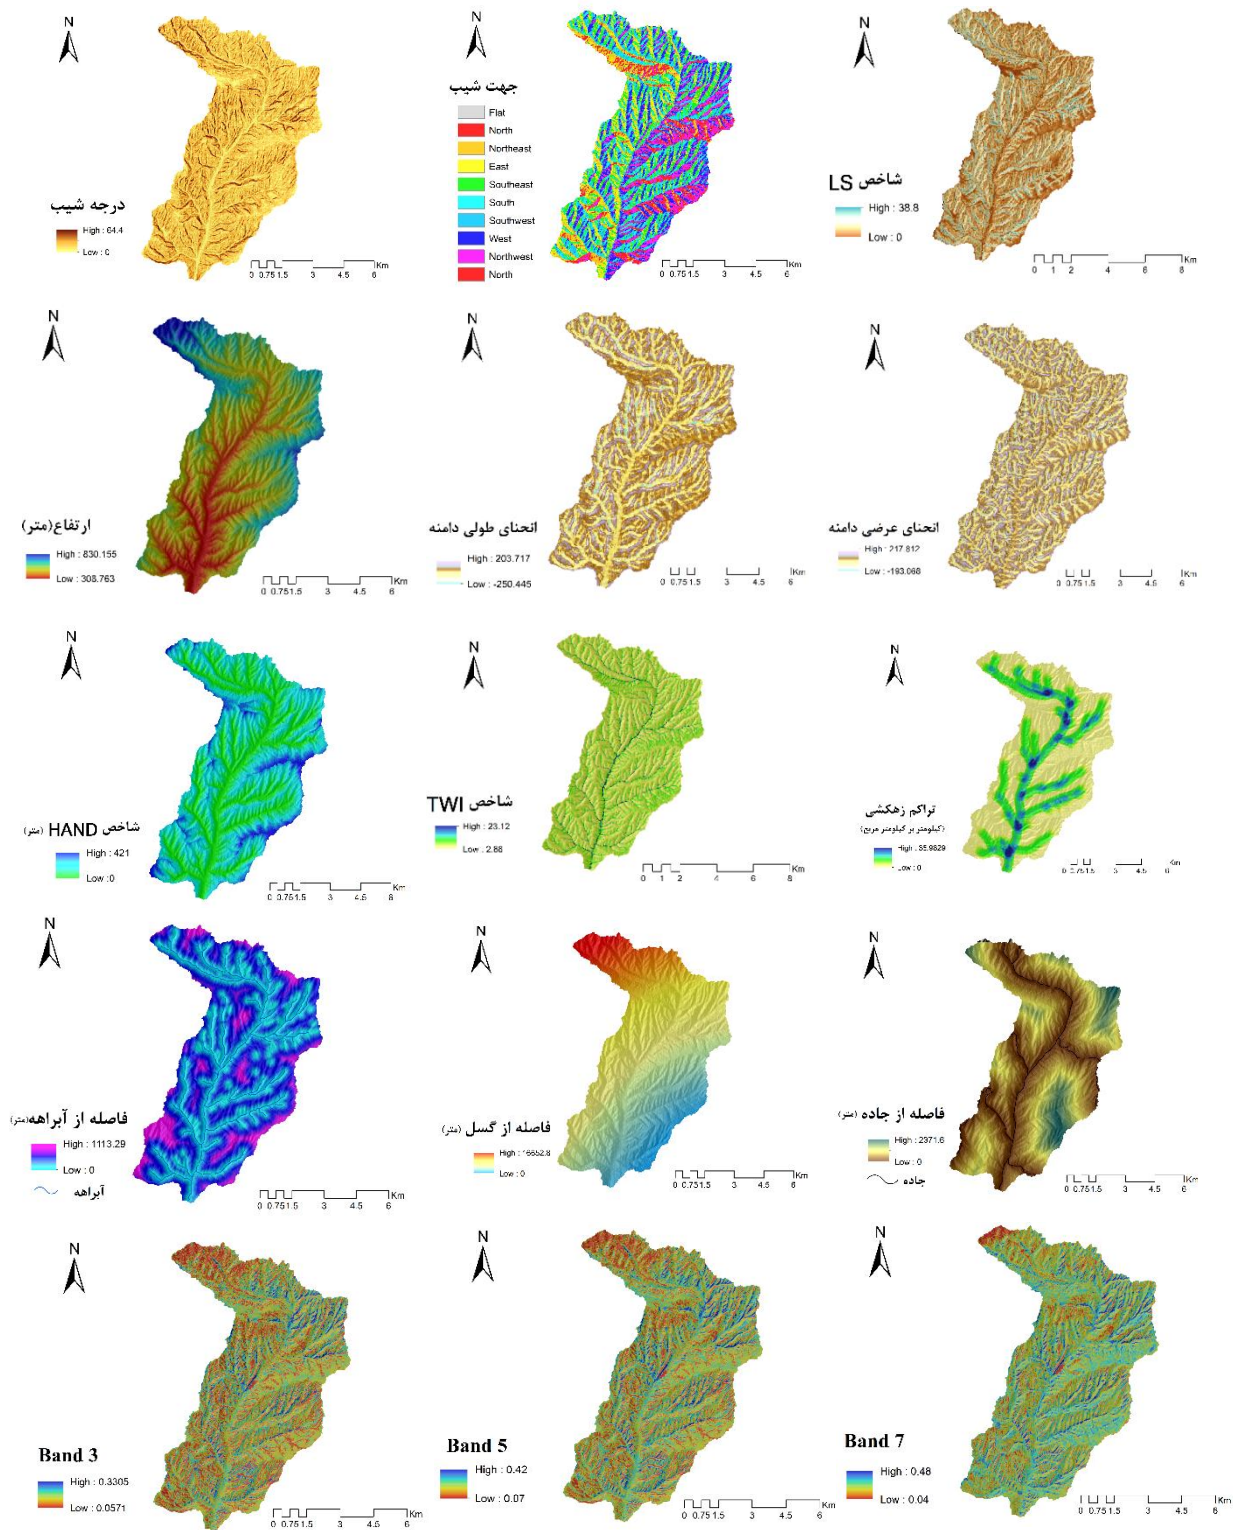 N
درجه شیب
High : 64.4
Low : 0
Km
0 0.75 1.5 3 4.5 6
N
جهت شیب
Flat
North
Northeast
East
Southeast
South
Southwest
West
Northwest
North
Km
0 0.75 1.5 3 4.5 6
N
شاخص LS
High : 38.8
Low : 0
Km
0 1 2 4 6 8
N
ارتفاع(متر)
High : 830.155
Low : 308.763
Km
0 0.75 1.5 3 4.5 6
N
انحنای طولی دامنه
High : 203.717
Low : -250.445
Km
0 0.75 1.5 3 4.5 6
N
انحنای عرضی دامنه
High : 217.812
Low : -193.068
Km
0 0.75 1.5 3 4.5 6
N
شاخص HAND (متر)
High : 421
Low : 0
Km
0 0.75 1.5 3 4.5 6
N
شاخص TWI
High : 23.12
Low : 2.88
Km
0 1 2 4 6 8
N
تراکم زهکشی
(کیلومتر بر کیلومتر مربع)
Low : 0
Km
0 0.75 1.5 3 4.5 6
N
فاصله از آبراهه (متر)
High : 1113.29
Low : 0
آبراهه
Km
0 0.75 1.5 3 4.5 6
N
فاصله از گسل (متر)
High : 16652.8
Low : 0
Km
0 0.75 1.5 3 4.5 6
N
فاصله از جاده (متر)
High : 2371.6
Low : 0
جاده
Km
0 0.75 1.5 3 4.5 6
N
Band 3
High : 0.3305
Low : 0.0571
Km
0 0.75 1.5 3 4.5 6
N
Band 5
High : 0.42
Low : 0.07
Km
0 0.75 1.5 3 4.5 6
N
Band 7
High : 0.48
Low : 0.04
Km
0 0.75 1.5 3 4.5 6